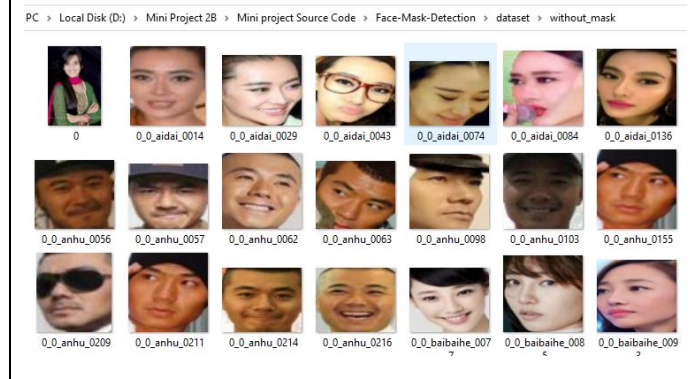 PC > Local Disk (D:) > Mini Project 2B > Mini project Source Code > Face-Mask-Detection > dataset > without_mask
0 0_0_aidai_0014 0_0_aidai_0029 0_0_aidai_0043 0_0_aidai_0074 0_0_aidai_0084 0_0_aidai_0136
0_0_anhu_0056 0_0_anhu_0057 0_0_anhu_0062 0_0_anhu_0063 0_0_anhu_0098 0_0_anhu_0103 0_0_anhu_0155
0_0_anhu_0209 0_0_anhu_0211 0_0_anhu_0214 0_0_anhu_0216 0_0_baibaihe_007 0_0_baibaihe_008 0_0_baibaihe_009